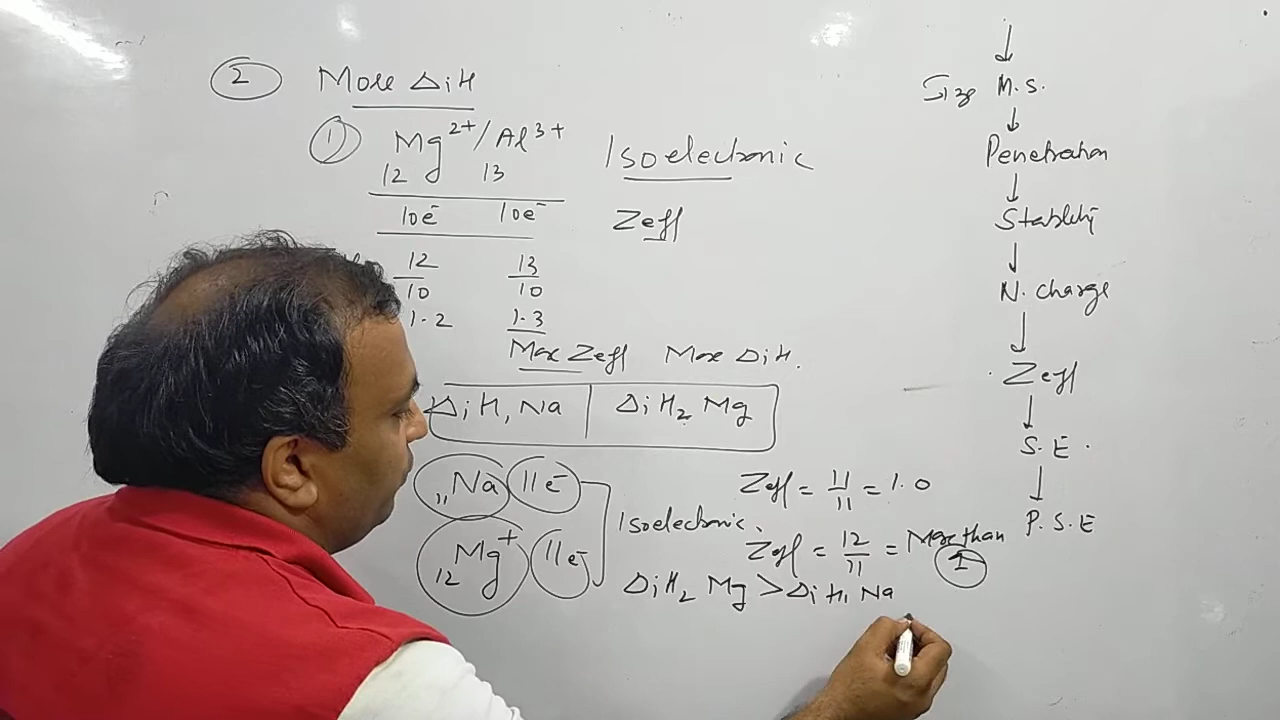 ② More ΔiH
① Mg²⁺/Al³⁺ Isoelectronic
12 13
10e⁻ 10e⁻ Zeff
12/10 13/10
1.2 1.3
Max Zeff Max ΔiH.
ΔiH₁ Na | ΔiH₂ Mg
₁₁Na 11e⁻ Zeff = 11/11 = 1.0
Isoelectronic.
₁₂Mg⁺ 11e⁻ Zeff = 12/11 = More than 1
ΔiH₂ Mg > ΔiH₁ Na
↓
Size M.S.
↓
Penetration
↓
Stability
↓
N. charge
↓
Zeff
↓
S.E.
↓
P.S.E